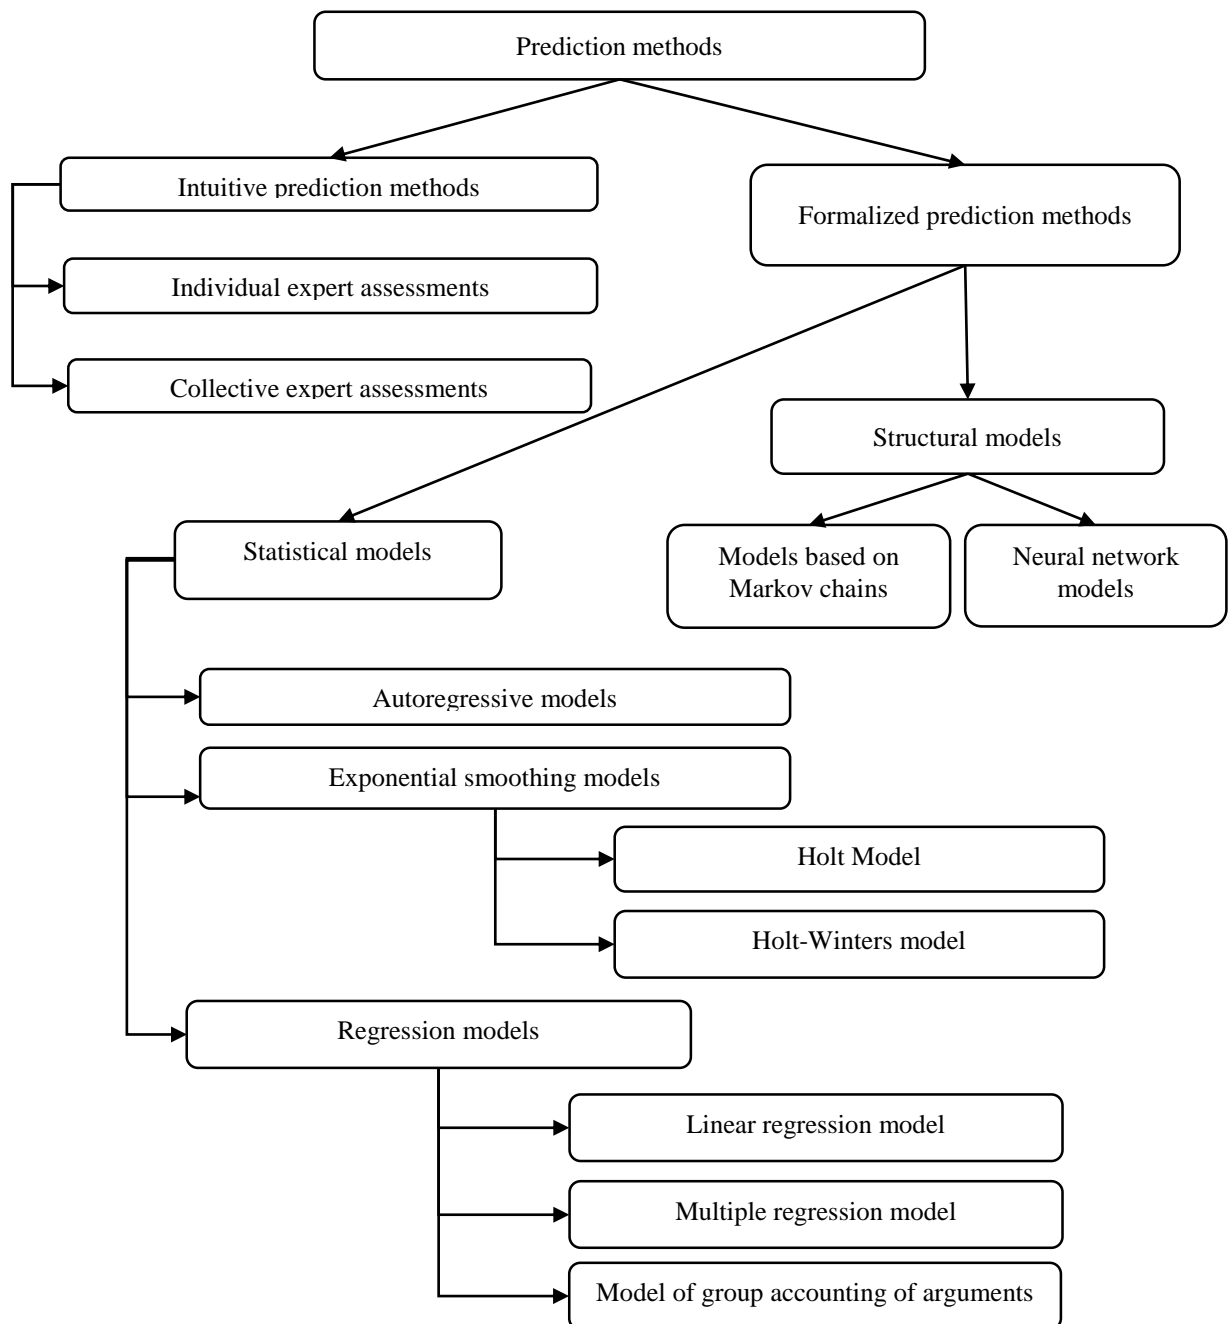 Prediction methods
Intuitive prediction methods
Formalized prediction methods
Individual expert assessments
Collective expert assessments
Structural models
Statistical models
Models based on
Markov chains
Neural network
models
Autoregressive models
Exponential smoothing models
Holt Model
Holt-Winters model
Regression models
Linear regression model
Multiple regression model
Model of group accounting of arguments